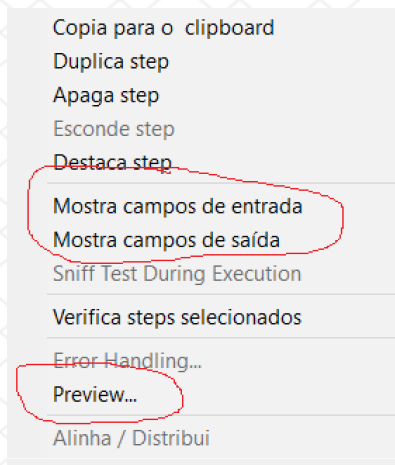 Copia para o clipboard
Duplica step
Apaga step
Esconde step
Destaca step
Mostra campos de entrada
Mostra campos de saída
Sniff Test During Execution
Verifica steps selecionados
Error Handling...
Preview...
Alinha / Distribui